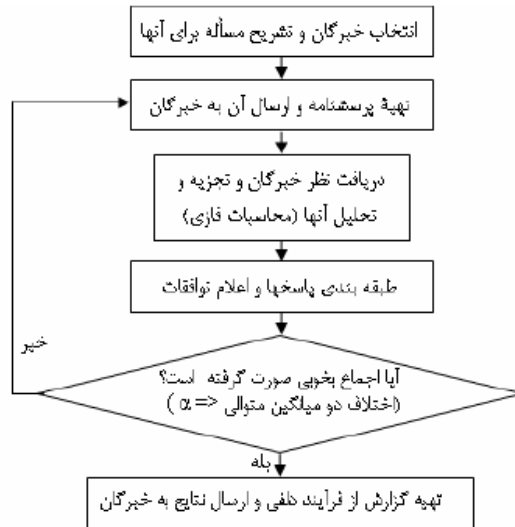 انتخاب خبرگان و تشریح مسأله برای آنها
تهیۀ پرسشنامه و ارسال آن به خبرگان
دریافت نظر خبرگان و تجزیه و
تحلیل آنها (محاسبات فازی)
طبقه بندی پاسخها و اعلام توافقات
خیر
آیا اجماع بخوبی صورت گرفته است؟
(اختلاف دو میانگین متوالی <= α )
بله
تهیه گزارش از فرآیند دلفی و ارسال نتایج به خبرگان